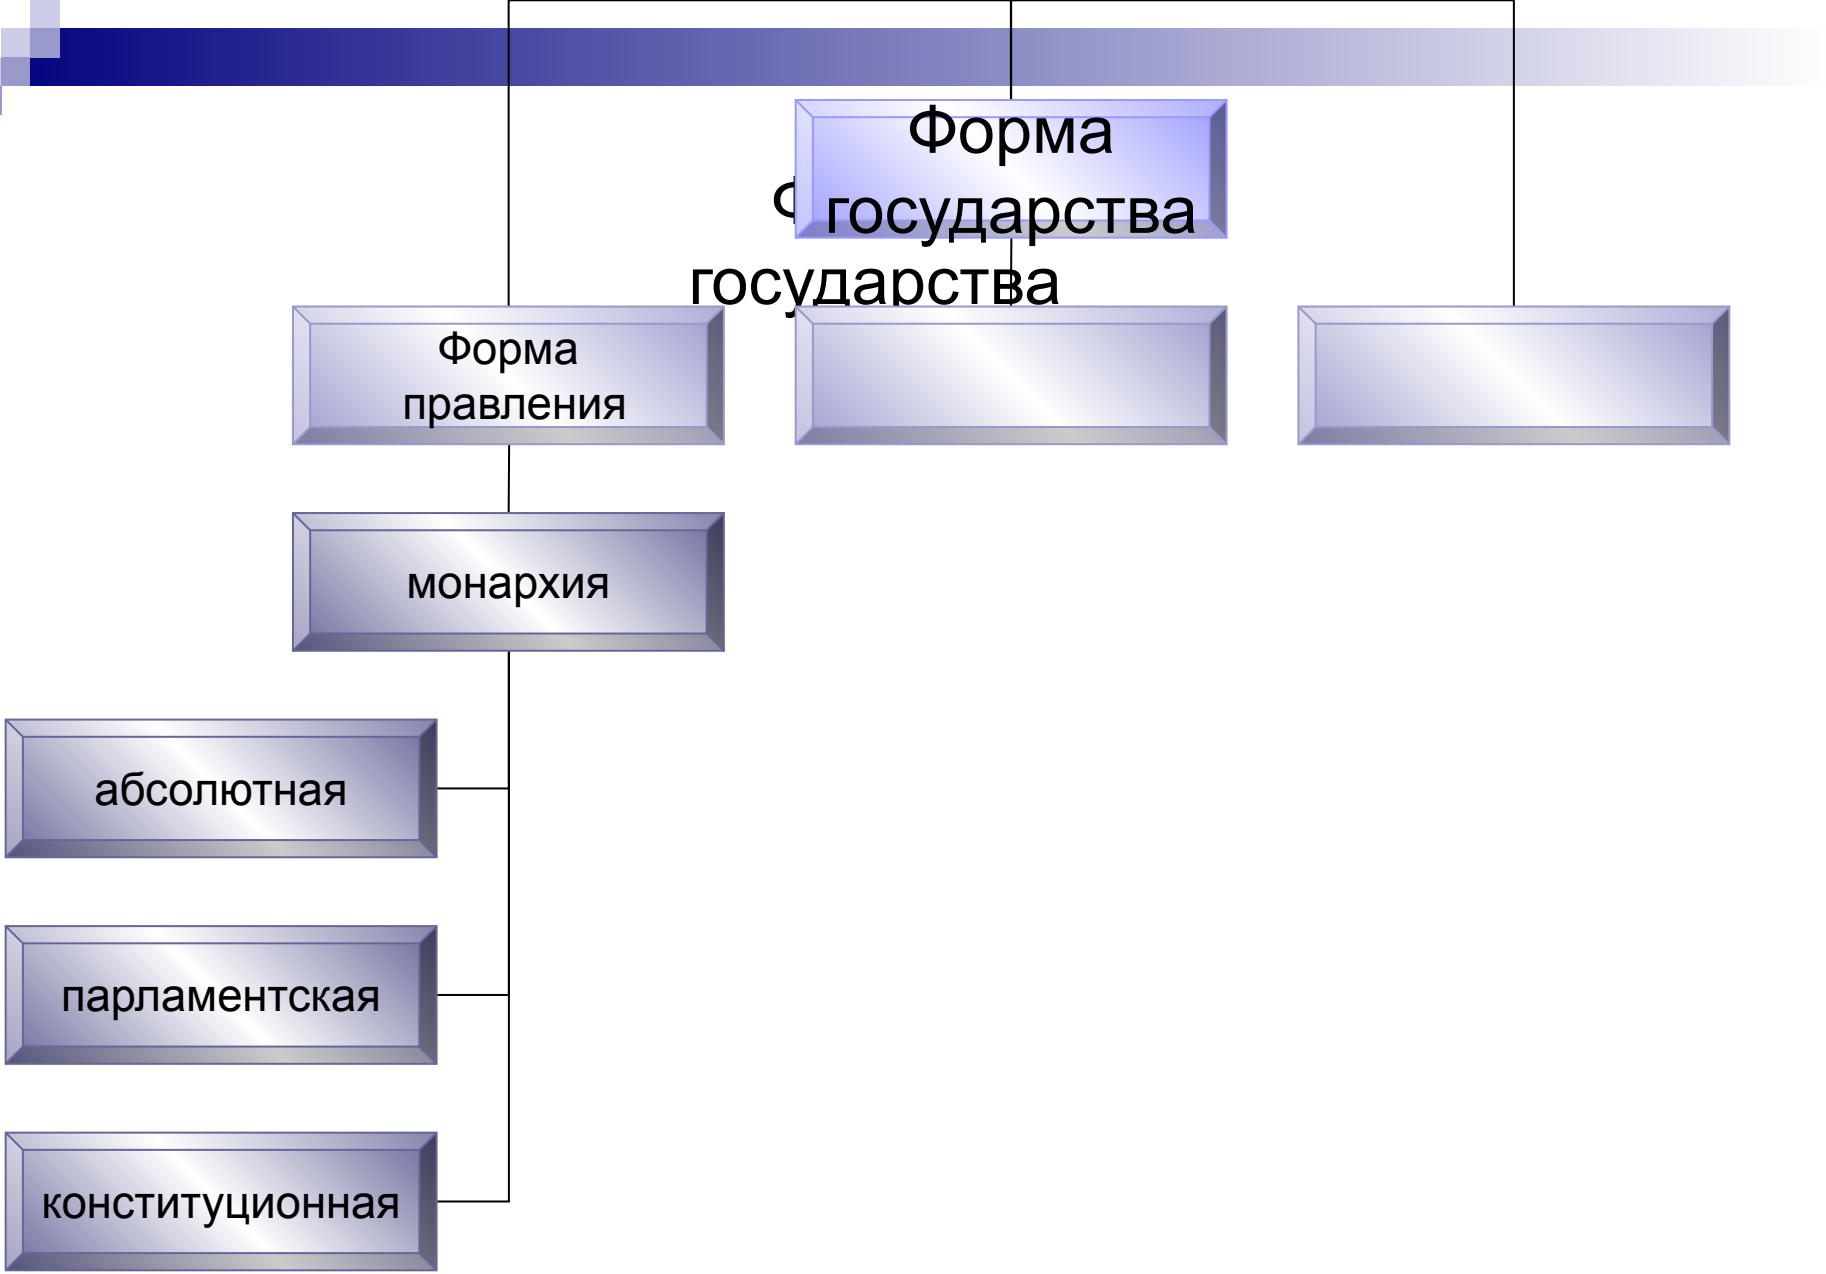 Форма
государства
государства
Форма
правления
монархия
абсолютная
парламентская
конституционная